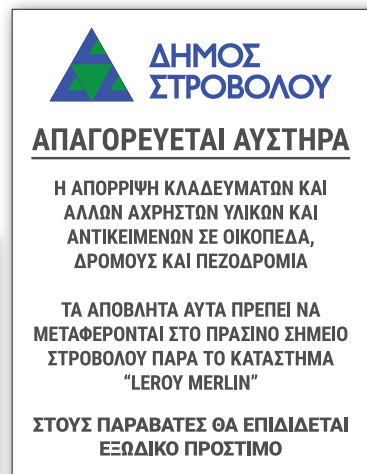 ΔΗΜΟΣ
ΣΤΡΟΒΟΛΟΥ
ΑΠΑΓΟΡΕΥΕΤΑΙ ΑΥΣΤΗΡΑ
Η ΑΠΟΡΡΙΨΗ ΚΛΑΔΕΥΜΑΤΩΝ ΚΑΙ
ΑΛΛΩΝ ΑΧΡΗΣΤΩΝ ΥΛΙΚΩΝ ΚΑΙ
ΑΝΤΙΚΕΙΜΕΝΩΝ ΣΕ ΟΙΚΟΠΕΔΑ,
ΔΡΟΜΟΥΣ ΚΑΙ ΠΕΖΟΔΡΟΜΙΑ
ΤΑ ΑΠΟΒΛΗΤΑ ΑΥΤΑ ΠΡΕΠΕΙ ΝΑ
ΜΕΤΑΦΕΡΟΝΤΑΙ ΣΤΟ ΠΡΑΣΙΝΟ ΣΗΜΕΙΟ
ΣΤΡΟΒΟΛΟΥ ΠΑΡΑ ΤΟ ΚΑΤΑΣΤΗΜΑ
“LEROY MERLIN”
ΣΤΟΥΣ ΠΑΡΑΒΑΤΕΣ ΘΑ ΕΠΙΔΙΔΕΤΑΙ
ΕΞΩΔΙΚΟ ΠΡΟΣΤΙΜΟ